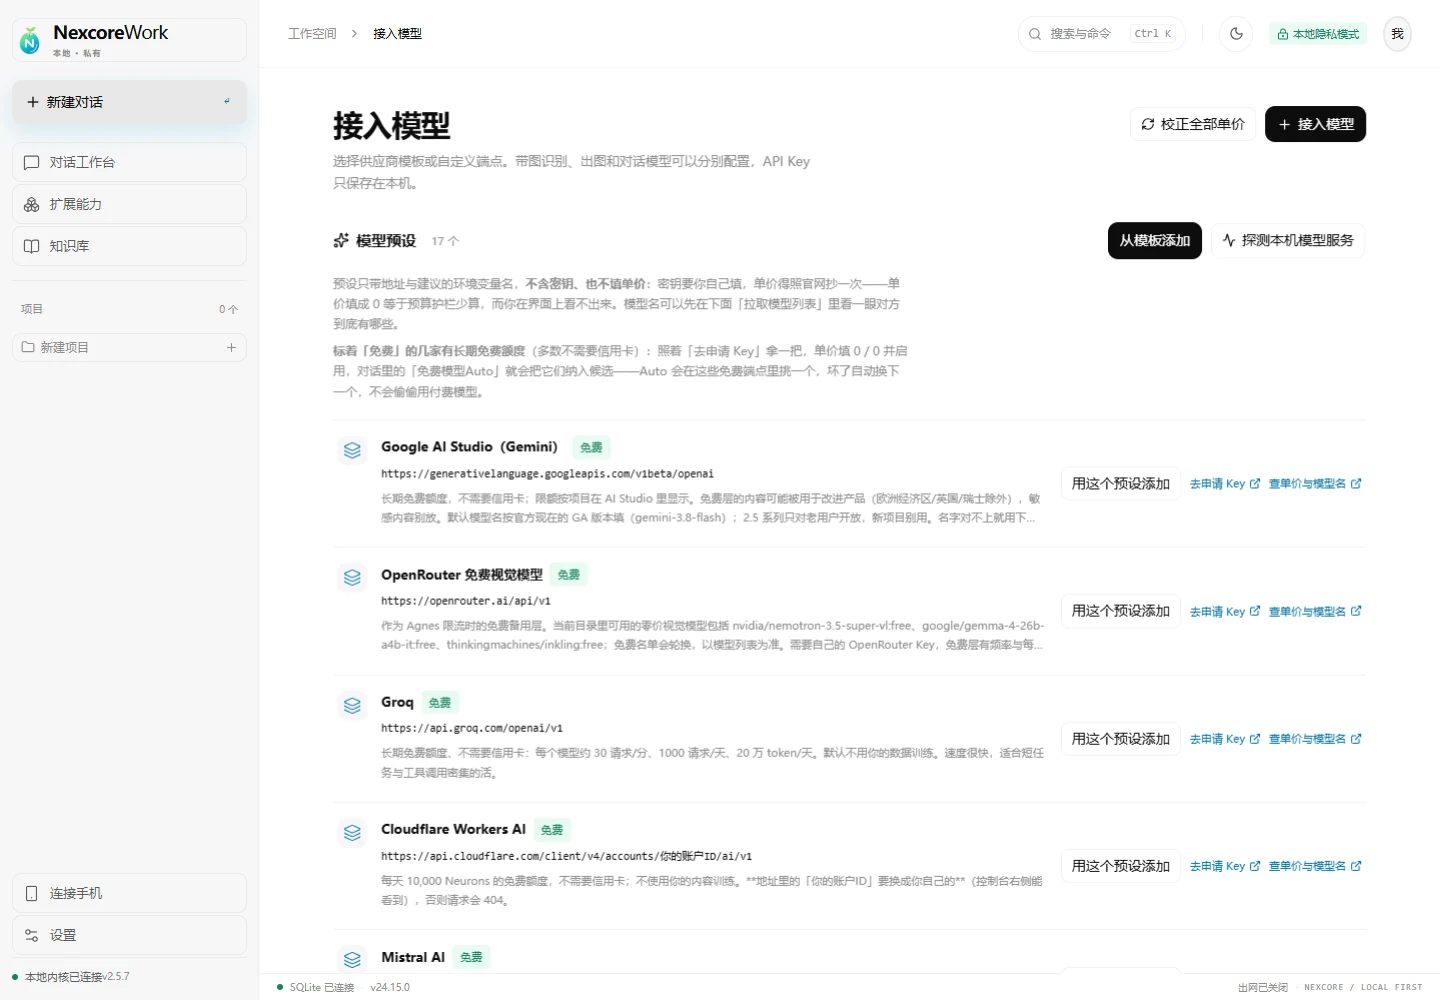 NexcoreWork
本地 · 私有
新建对话
对话工作台
扩展能力
知识库
项目 0 个
新建项目
连接手机
设置
本地内核已连接v2.5.7
工作空间 > 接入模型
搜索与命令 Ctrl K
本地隐私模式
我
接入模型
校正全部单价
接入模型
选择供应商模板或自定义端点。带图识别、出图和对话模型可以分别配置，API Key
只保存在本机。
模型预设 17 个
从模板添加
探测本机模型服务
预设只带地址与建议的环境变量名，不含密钥、也不填单价：密钥要你自己填，单价得照官网抄一次——单
价填成 0 等于预算护栏少算，而你在界面上看不出来。模型名可以先在下面「拉取模型列表」里看一眼对方
到底有哪些。
标着「免费」的几家有长期免费额度（多数不需要信用卡）：照着「去申请 Key」拿一把，单价填 0 / 0 并启
用，对话里的「免费模型Auto」就会把它们纳入候选——Auto 会在这些免费端点里挑一个，坏了自动换下
一个，不会偷偷用付费模型。
Google AI Studio（Gemini） 免费
https://generativelanguage.googleapis.com/v1beta/openai
长期免费额度，不需要信用卡；限额按项目在 AI Studio 里显示。免费层的内容可能被用于改进产品（欧洲经济区/英国/瑞士除外），敏
感内容别放。默认模型名按官方现在的 GA 版本填（gemini-3.8-flash）；2.5 系列只对老用户开放，新项目别用。名字对不上就用下...
用这个预设添加 去申请 Key 查单价与模型名
OpenRouter 免费视觉模型 免费
https://openrouter.ai/api/v1
作为 Agnes 限流时的免费备用层。当前目录里可用的零价视觉模型包括 nvidia/nemotron-3.5-super-vl:free、google/gemma-4-26b-
a4b-it:free、thinkingmachines/inkling:free；免费名单会轮换，以模型列表为准。需要自己的 OpenRouter Key，免费层有频率与每...
用这个预设添加 去申请 Key 查单价与模型名
Groq 免费
https://api.groq.com/openai/v1
长期免费额度、不需要信用卡：每个模型约 30 请求/分、1000 请求/天、20 万 token/天。默认不用你的数据训练。速度很快，适合短任
务与工具调用密集的活。
用这个预设添加 去申请 Key 查单价与模型名
Cloudflare Workers AI 免费
https://api.cloudflare.com/client/v4/accounts/你的账户ID/ai/v1
每天 10,000 Neurons 的免费额度，不需要信用卡；不使用你的内容训练。**地址里的「你的账户ID」要换成你自己的**（控制台右侧能
看到），否则请求会 404。
用这个预设添加 去申请 Key 查单价与模型名
Mistral AI 免费
SQLite 已连接 v24.15.0
出网已关闭 · NEXCORE / LOCAL FIRST